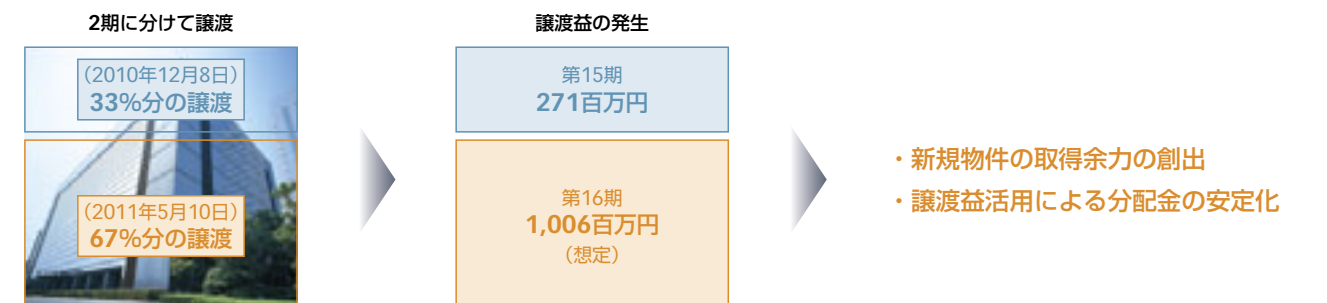 2期に分けて譲渡
（2010年12月8日）
33%分の譲渡
（2011年5月10日）
67%分の譲渡
譲渡益の発生
第15期
271百万円
第16期
1,006百万円
（想定）
・新規物件の取得余力の創出
・譲渡益活用による分配金の安定化